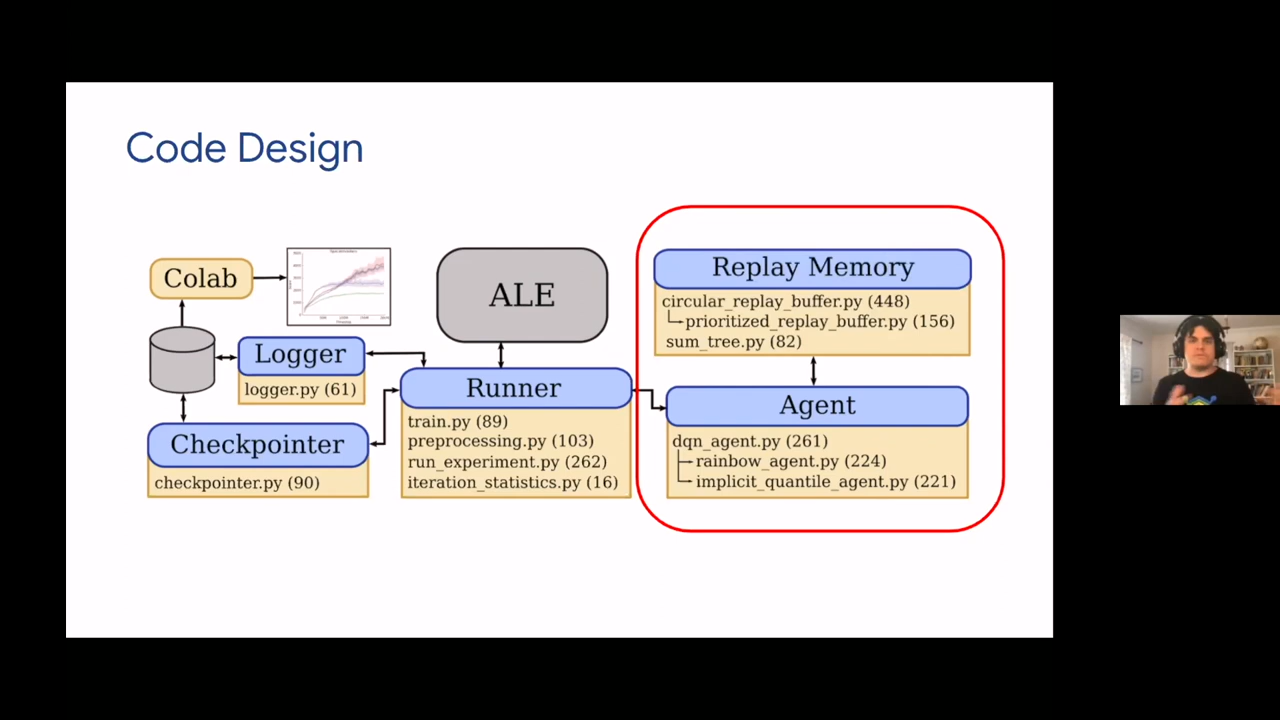 Code Design
Colab
ALE
Logger
logger.py (61)
Checkpointer
checkpointer.py (90)
Runner
train.py (89)
preprocessing.py (103)
run_experiment.py (262)
iteration_statistics.py (16)
Replay Memory
circular_replay_buffer.py (448)
prioritized_replay_buffer.py (156)
sum_tree.py (82)
Agent
dqn_agent.py (261)
rainbow_agent.py (224)
implicit_quantile_agent.py (221)